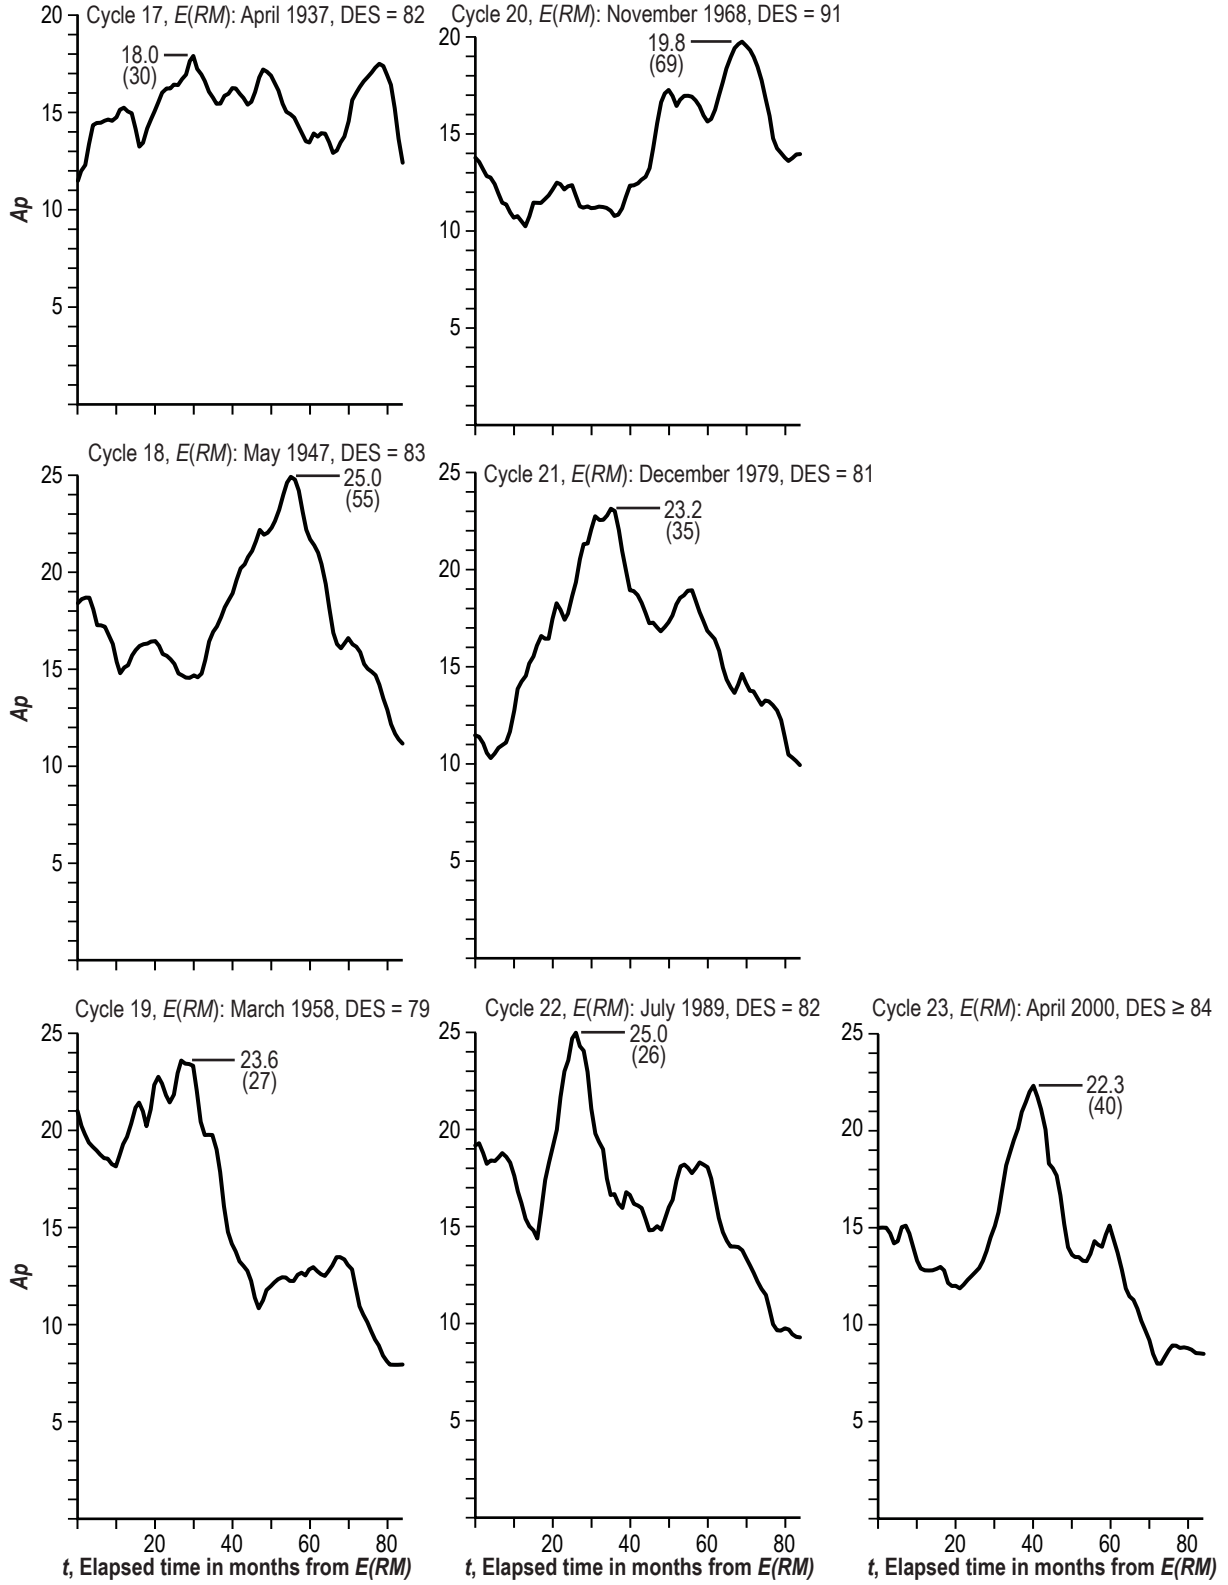 Cycle 17, E(RM): April 1937, DES = 82
20
15
10
5
Ap
18.0
(30)
Cycle 20, E(RM): November 1968, DES = 91
20
15
10
5
19.8
(69)
Cycle 18, E(RM): May 1947, DES = 83
25
20
15
10
5
Ap
25.0
(55)
Cycle 21, E(RM): December 1979, DES = 81
25
20
15
10
5
23.2
(35)
Cycle 19, E(RM): March 1958, DES = 79
25
20
15
10
5
Ap
23.6
(27)
20 40 60 80
t, Elapsed time in months from E(RM)
Cycle 22, E(RM): July 1989, DES = 82
25
20
15
10
5
25.0
(26)
20 40 60 80
t, Elapsed time in months from E(RM)
Cycle 23, E(RM): April 2000, DES ≥ 84
25
20
15
10
5
22.3
(40)
20 40 60 80
t, Elapsed time in months from E(RM)